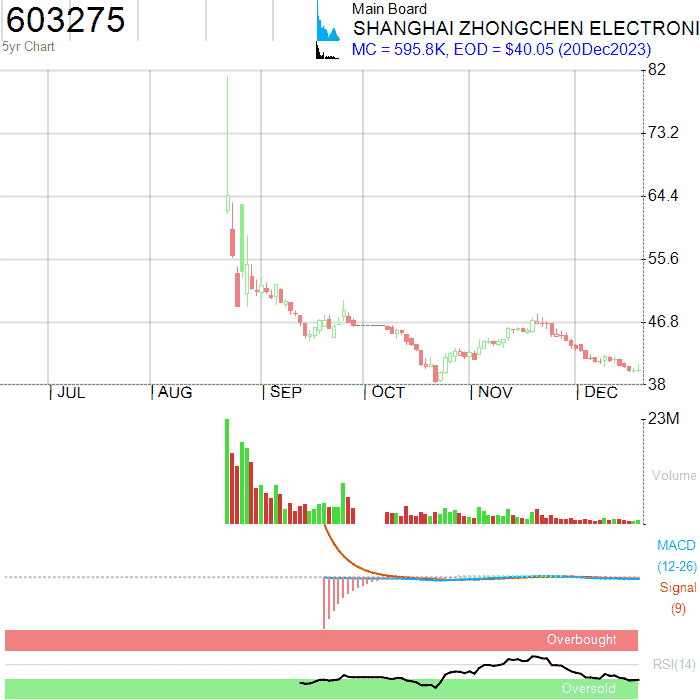 603275
5yr Chart
Main Board
SHANGHAI ZHONGCHEN ELECTRONI
MC = 595.8K, EOD = $40.05 (20Dec2023)
82
73.2
64.4
55.6
46.8
38
JUL AUG SEP OCT NOV DEC
23M
Volume
MACD
(12-26)
Signal
(9)
Overbought
RSI(14)
Oversold